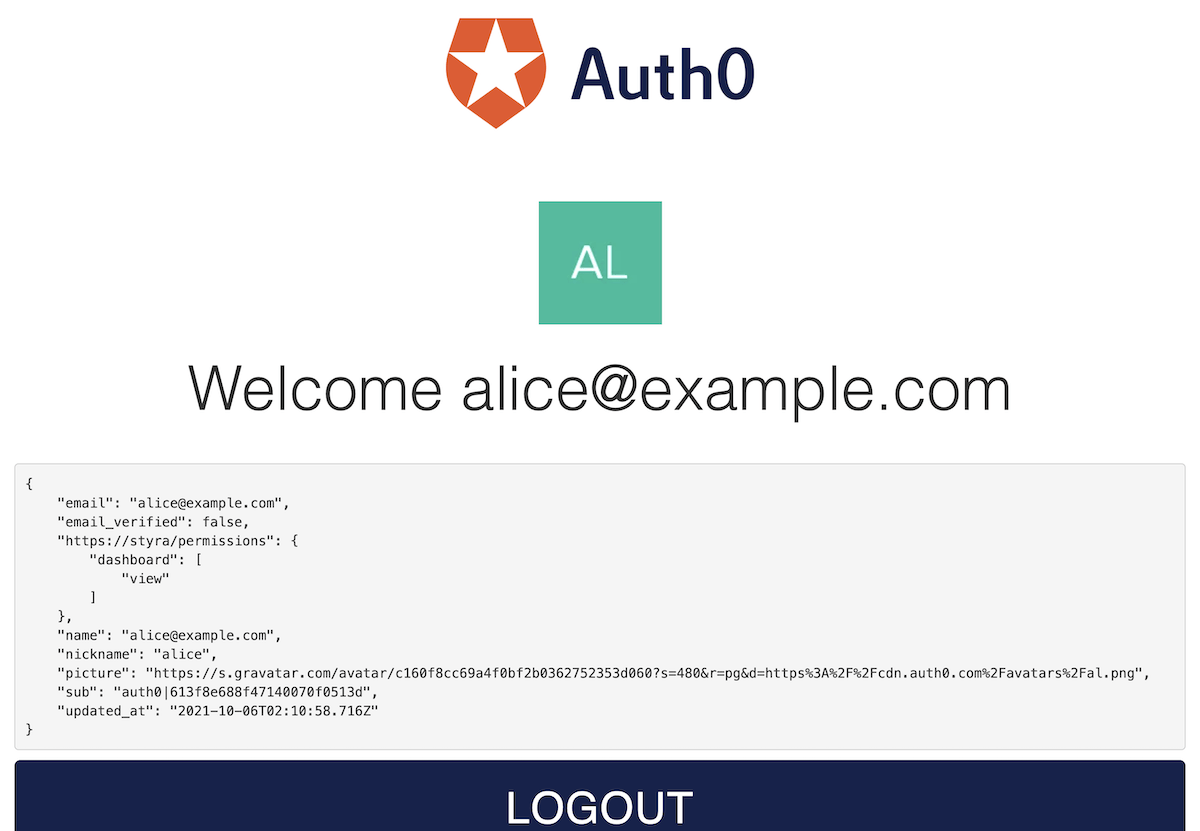 Auth0
AL
Welcome alice@example.com
{
    "email": "alice@example.com",
    "email_verified": false,
    "https://styra/permissions": {
        "dashboard": [
            "view"
        ]
    },
    "name": "alice@example.com",
    "nickname": "alice",
    "picture": "https://s.gravatar.com/avatar/c160f8cc69a4f0bf2b0362752353d060?s=480&r=pg&d=https%3A%2F%2Fcdn.auth0.com%2Favatars%2Fal.png",
    "sub": "auth0|613f8e688f47140070f0513d",
    "updated_at": "2021-10-06T02:10:58.716Z"
}
LOGOUT